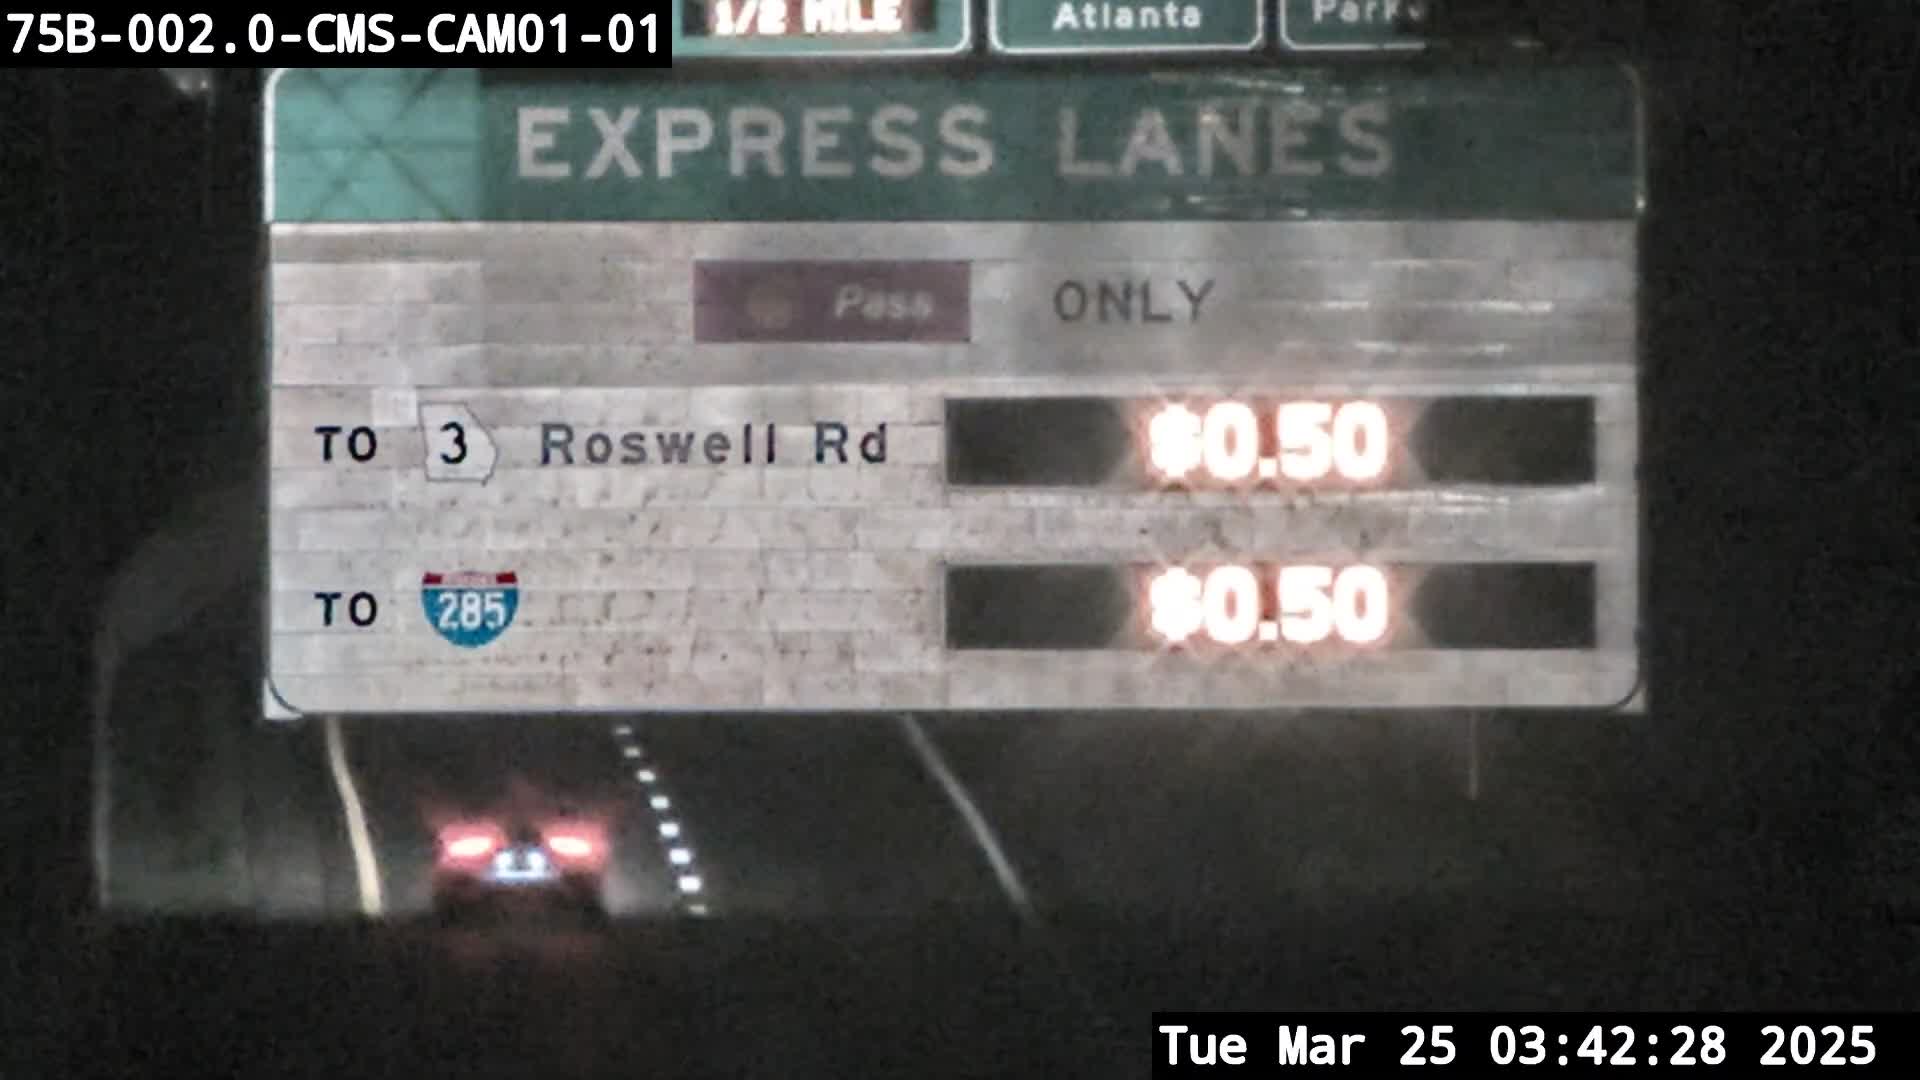 75B-002.0-CMS-CAM01-01
1/2 MILE
Atlanta
EXPRESS LANES
Pass ONLY
TO 3 Roswell Rd $0.50
TO 285 $0.50
Tue Mar 25 03:42:28 2025